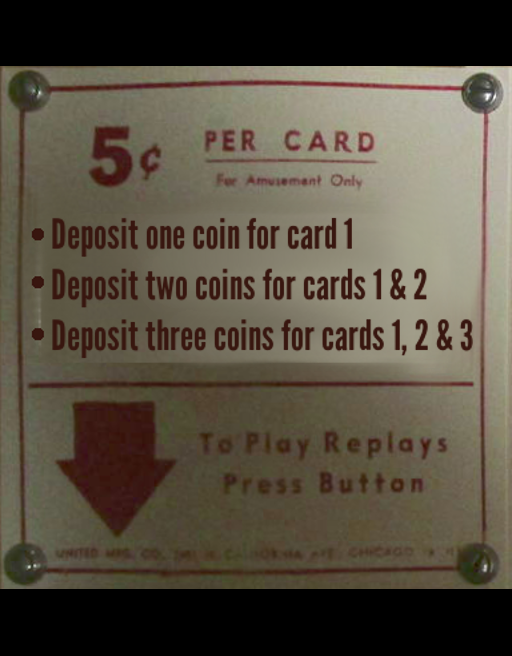 5¢ PER CARD
For Amusement Only
• Deposit one coin for card 1
• Deposit two coins for cards 1 & 2
• Deposit three coins for cards 1, 2 & 3
To Play Replays
Press Button
UNITED MFG. CO. CALIFORNIA AVE. CHICAGO